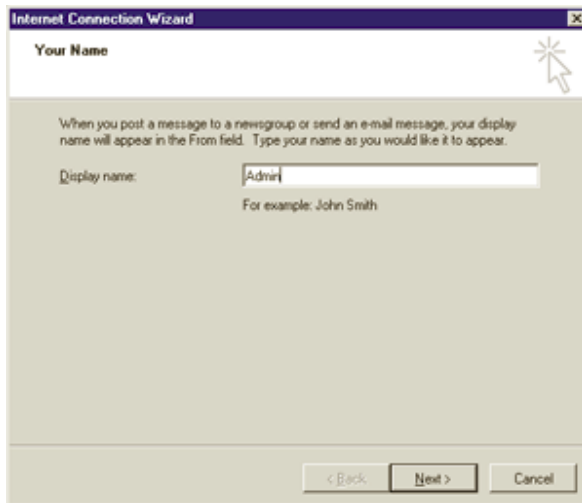 Internet Connection Wizard
Your Name
When you post a message to a newsgroup or send an e-mail message, your display
name will appear in the From field. Type your name as you would like it to appear.
Display name: Admin
For example: John Smith
< Back Next > Cancel